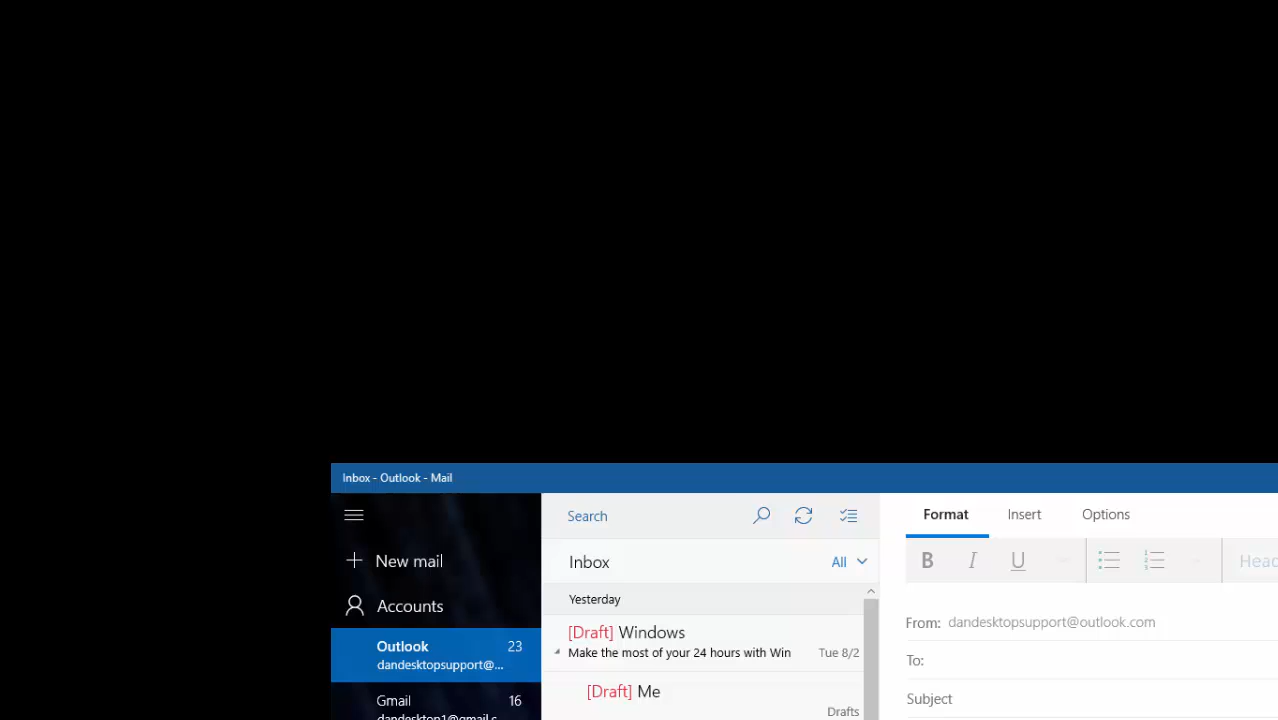 Inbox - Outlook - Mail
Search
Format Insert Options
New mail
Inbox All
B I U
Accounts
Yesterday
From: dandesktopsupport@outlook.com
[Draft] Windows
Outlook 23
Make the most of your 24 hours with Win Tue 8/2
dandesktopsupport@...
To:
[Draft] Me
Gmail 16
Subject
Drafts